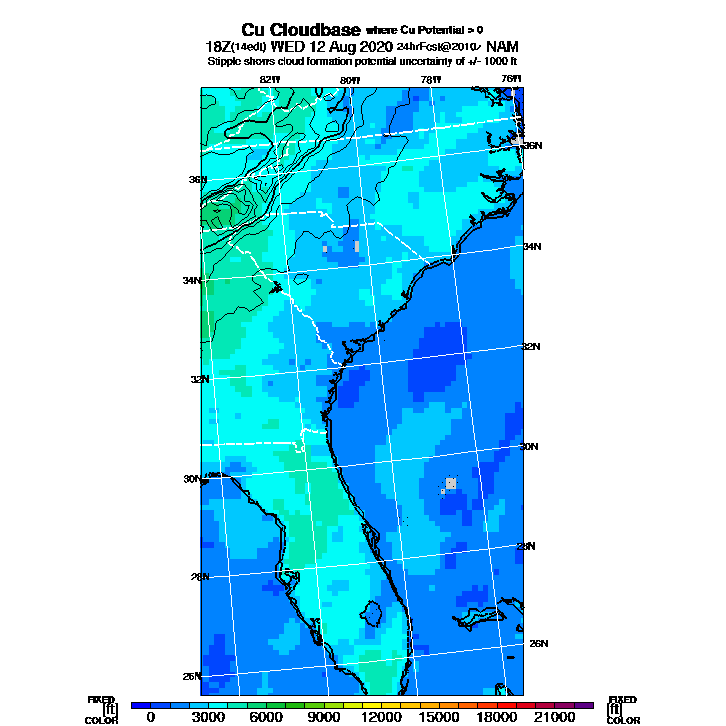 Cu Cloudbase where Cu Potential > 0
18Z(14edt) WED 12 Aug 2020 NAM
Stipple shows cloud formation potential uncertainty of +/- 1000 ft
82W 80W 78W 76W
36N
36N
34N
34N
32N
32N
30N
30N
28N
28N
26N
26N
FIXED [ft] COLOR
0 3000 6000 9000 12000 15000 18000 21000
FIXED [ft] COLOR